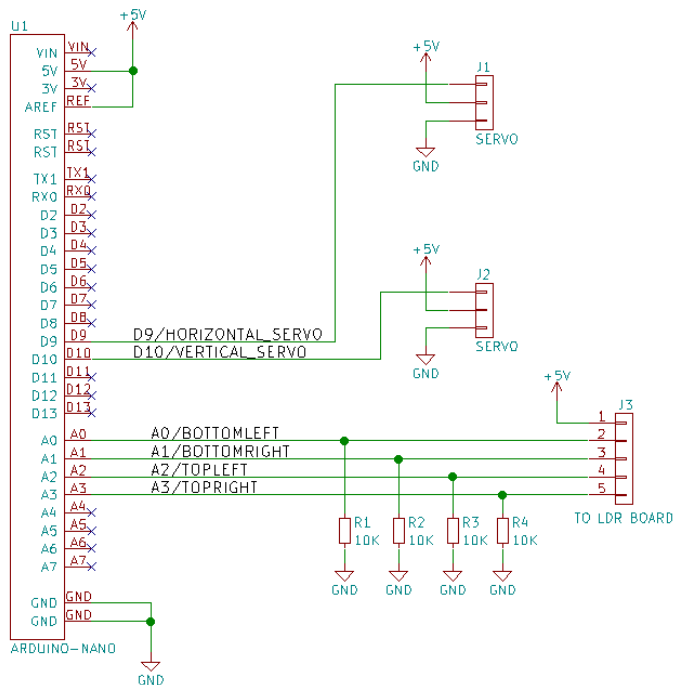 U1
+5V
VIN VIN
5V 5V
3V 3V
AREF REF
RST RST
RST RST
TX1 TX1
RX0 RX0
D2 D2
D3 D3
D4 D4
D5 D5
D6 D6
D7 D7
D8 D8
D9 D9 D9/HORIZONTAL_SERVO
D10 D10 D10/VERTICAL_SERVO
D11 D11
D12 D12
D13 D13
A0 A0 A0/BOTTOMLEFT
A1 A1 A1/BOTTOMRIGHT
A2 A2 A2/TOPLEFT
A3 A3 A3/TOPRIGHT
A4 A4
A5 A5
A6 A6
A7 A7
GND GND
GND GND
ARDUINO-NANO
GND
+5V
J1
SERVO
GND
+5V
J2
SERVO
GND
+5V
J3
1
2
3
4
5
TO LDR BOARD
R1
10K
GND
R2
10K
GND
R3
10K
GND
R4
10K
GND